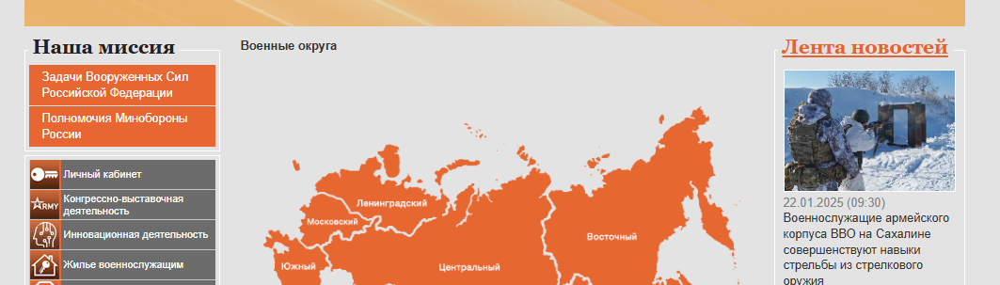 Наша миссия
Задачи Вооруженных Сил
Российской Федерации
Полномочия Минобороны
России
Личный кабинет
ARMY
Конгрессно-выставочная
деятельность
Инновационная деятельность
Жилье военнослужащим
Военные округа
Ленинградский
Московский
Южный
Центральный
Восточный
Лента новостей
22.01.2025 (09:30)
Военнослужащие армейского
корпуса ВВО на Сахалине
совершенствуют навыки
стрельбы из стрелкового
оружия